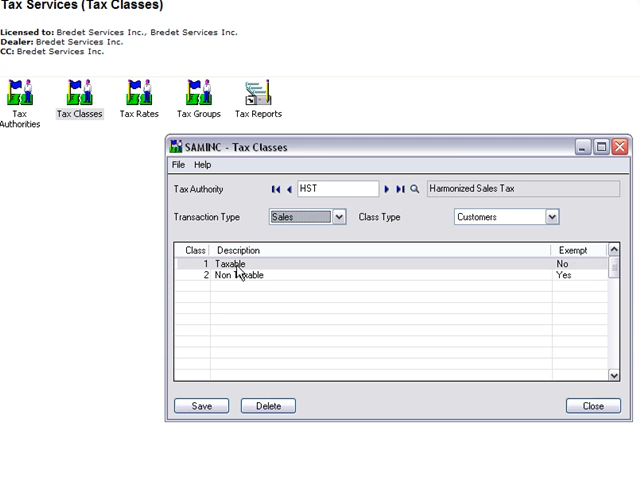 Tax Services (Tax Classes)
Licensed to: Bredet Services Inc., Bredet Services Inc.
Dealer: Bredet Services Inc.
CC: Bredet Services Inc.
Tax Authorities
Tax Classes
Tax Rates
Tax Groups
Tax Reports
SAMINC - Tax Classes
File Help
Tax Authority HST Harmonized Sales Tax
Transaction Type Sales Class Type Customers
Class Description Exempt
1 Taxable No
2 Non Taxable Yes
Save Delete Close